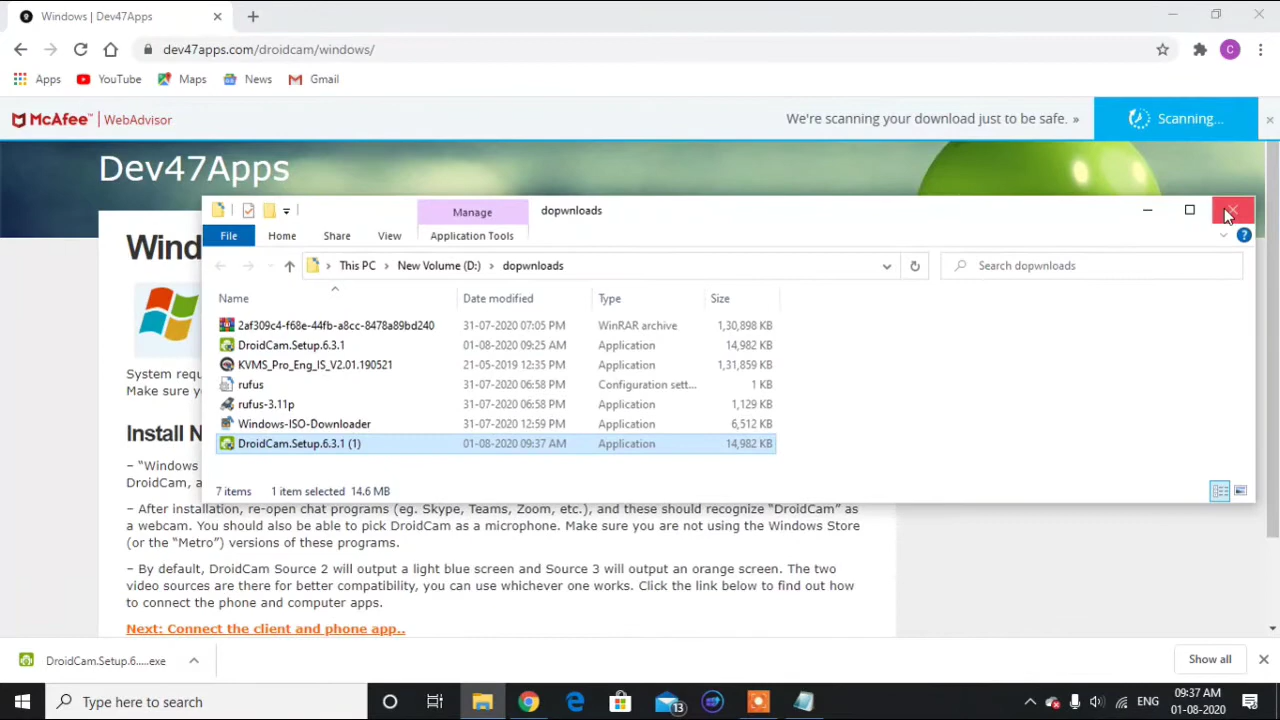 Windows | Dev47Apps
dev47apps.com/droidcam/windows/
C
Apps YouTube Maps News Gmail
McAfee™ | WebAdvisor
We're scanning your download just to be safe. »
Scanning...
Dev47Apps
Wind
Manage
dopwnloads
File Home Share View Application Tools
This PC › New Volume (D:) › dopwnloads
Search dopwnloads
Name Date modified Type Size
2af309c4-f68e-44fb-a8cc-8478a89bd240 31-07-2020 07:05 PM WinRAR archive 1,30,898 KB
DroidCam.Setup.6.3.1 01-08-2020 09:25 AM Application 14,982 KB
KVMS_Pro_Eng_IS_V2.01.190521 21-05-2019 12:35 PM Application 1,31,859 KB
rufus 31-07-2020 06:58 PM Configuration sett... 1 KB
rufus-3.11p 31-07-2020 06:58 PM Application 1,129 KB
Windows-ISO-Downloader 31-07-2020 12:59 PM Application 6,512 KB
DroidCam.Setup.6.3.1 (1) 01-08-2020 09:37 AM Application 14,982 KB
7 items 1 item selected 14.6 MB
System requ
Make sure y
Install N
– “Windows
DroidCam, a
– After installation, re-open chat programs (eg. Skype, Teams, Zoom, etc.), and these should recognize “DroidCam” as
a webcam. You should also be able to pick DroidCam as a microphone. Make sure you are not using the Windows Store
(or the “Metro”) versions of these programs.
– By default, DroidCam Source 2 will output a light blue screen and Source 3 will output an orange screen. The two
video sources are there for better compatibility, you can use whichever one works. Click the link below to find out how
to connect the phone and computer apps.
Next: Connect the client and phone app..
DroidCam.Setup.6.....exe
Show all
Type here to search
13
ENG
09:37 AM
01-08-2020